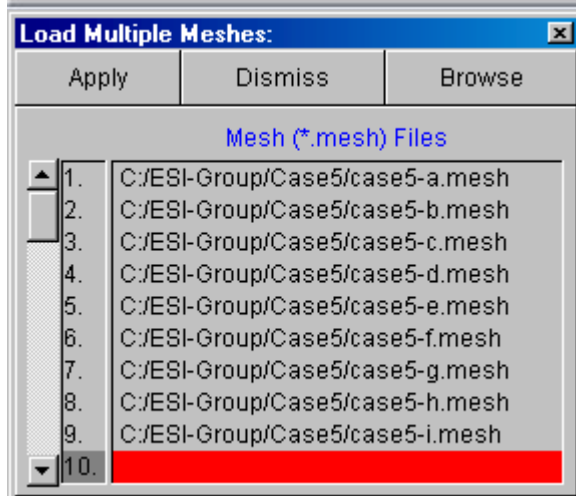 Load Multiple Meshes:
Apply Dismiss Browse
Mesh (*.mesh) Files
1. C:/ESI-Group/Case5/case5-a.mesh
2. C:/ESI-Group/Case5/case5-b.mesh
3. C:/ESI-Group/Case5/case5-c.mesh
4. C:/ESI-Group/Case5/case5-d.mesh
5. C:/ESI-Group/Case5/case5-e.mesh
6. C:/ESI-Group/Case5/case5-f.mesh
7. C:/ESI-Group/Case5/case5-g.mesh
8. C:/ESI-Group/Case5/case5-h.mesh
9. C:/ESI-Group/Case5/case5-i.mesh
10.